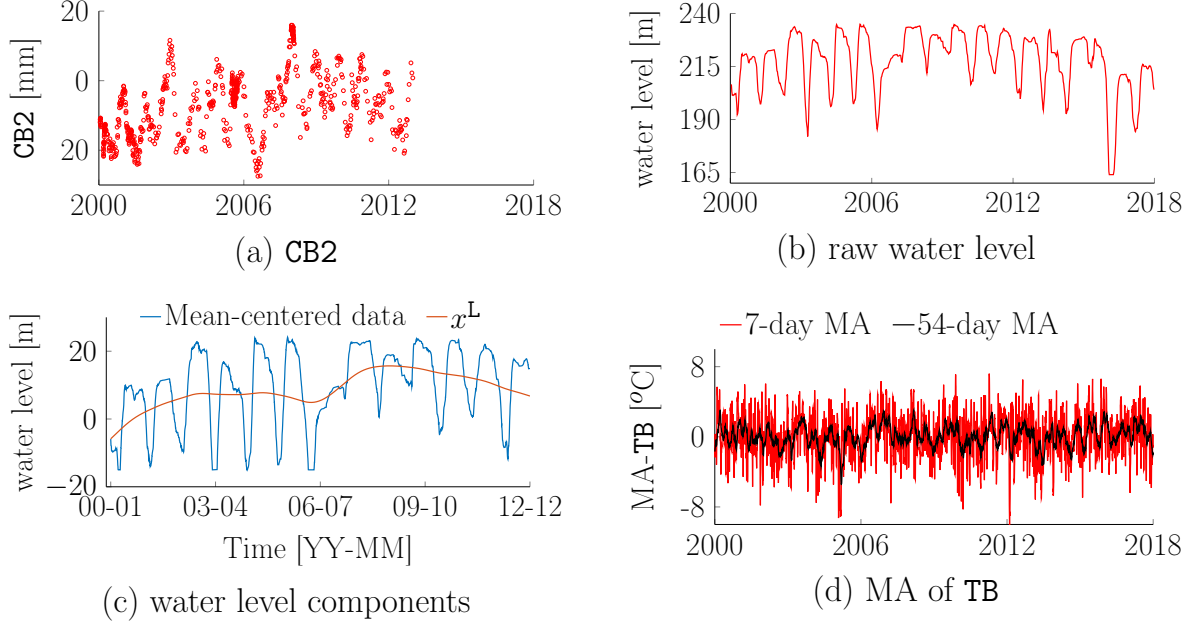 CB2 [mm]
20
0
20
2000 2006 2012 2018
(a) CB2
water level [m]
240
215
190
165
2000 2006 2012 2018
(b) raw water level
Mean-centered data x^L
water level [m]
20
10
0
−20
00-01 03-04 06-07 09-10 12-12
Time [YY-MM]
(c) water level components
7-day MA 54-day MA
MA-TB [°C]
8
0
-8
2000 2006 2012 2018
(d) MA of TB